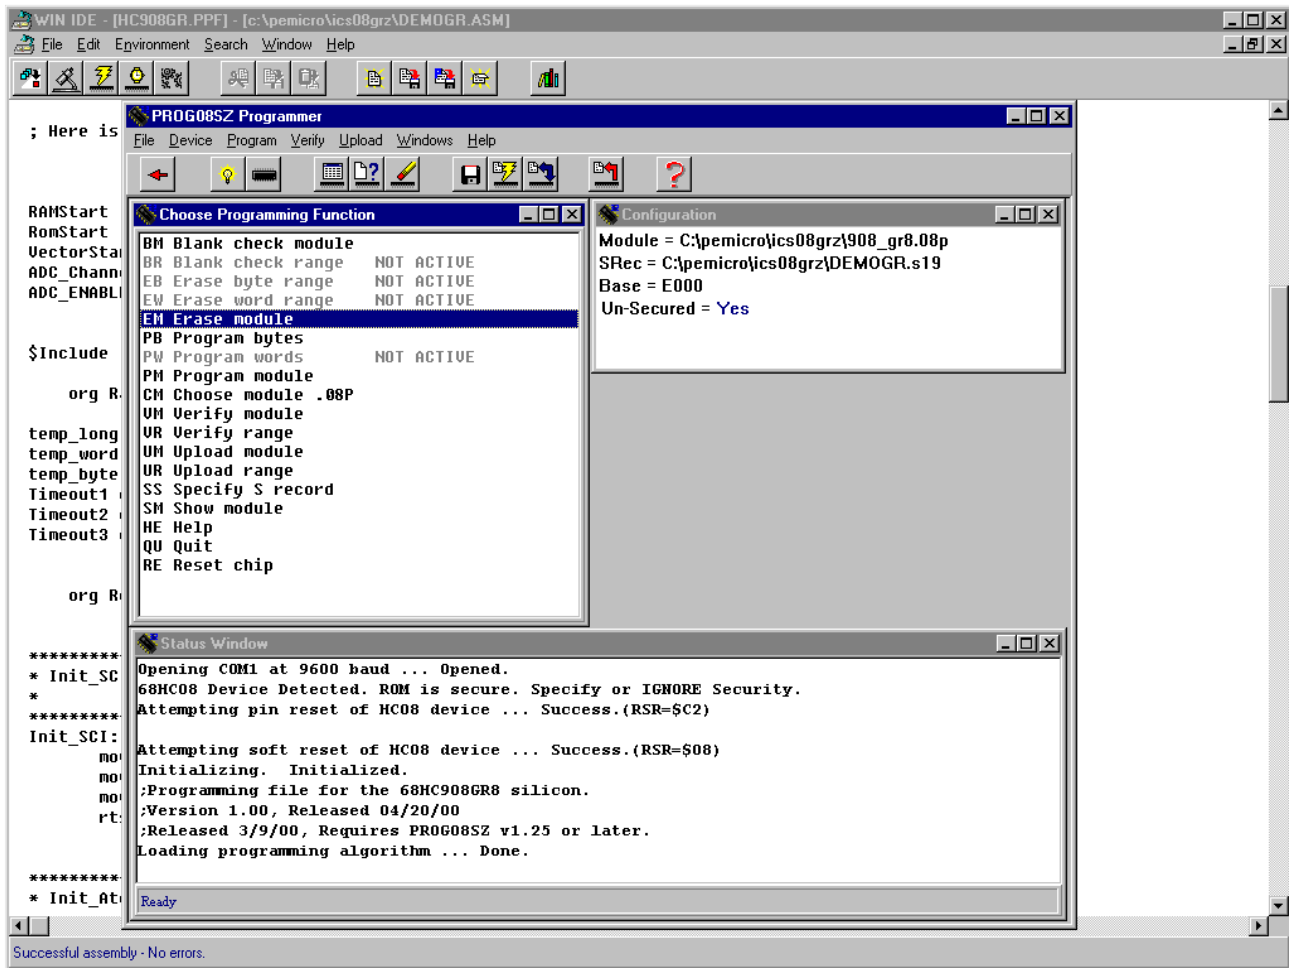 WIN IDE - [HC908GR.PPF] - [c:\pemicro\ics08grz\DEMOGR.ASM]
File Edit Environment Search Window Help
; Here is
RAMStart
RomStart
VectorSta
ADC_Chann
ADC_ENABL
$Include
org R
temp_long
temp_word
temp_byte
Timeout1
Timeout2
Timeout3
org R
*********
* Init_SC
*
*********
Init_SCI:
mo
mo
mo
rt
*********
* Init_At
PROG08SZ Programmer
File Device Program Verify Upload Windows Help
Choose Programming Function
BM Blank check module
BR Blank check range NOT ACTIVE
EB Erase byte range NOT ACTIVE
EW Erase word range NOT ACTIVE
EM Erase module
PB Program bytes
PW Program words NOT ACTIVE
PM Program module
CM Choose module .08P
VM Verify module
VR Verify range
UM Upload module
UR Upload range
SS Specify S record
SM Show module
HE Help
QU Quit
RE Reset chip
Configuration
Module = C:\pemicro\ics08grz\908_gr8.08p
SRec = C:\pemicro\ics08grz\DEMOGR.s19
Base = E000
Un-Secured = Yes
Status Window
Opening COM1 at 9600 baud ... Opened.
68HC08 Device Detected. ROM is secure. Specify or IGNORE Security.
Attempting pin reset of HC08 device ... Success.(RSR=$C2)
Attempting soft reset of HC08 device ... Success.(RSR=$08)
Initializing. Initialized.
;Programming file for the 68HC908GR8 silicon.
;Version 1.00, Released 04/20/00
;Released 3/9/00, Requires PROG08SZ v1.25 or later.
Loading programming algorithm ... Done.
Ready
Successful assembly - No errors.